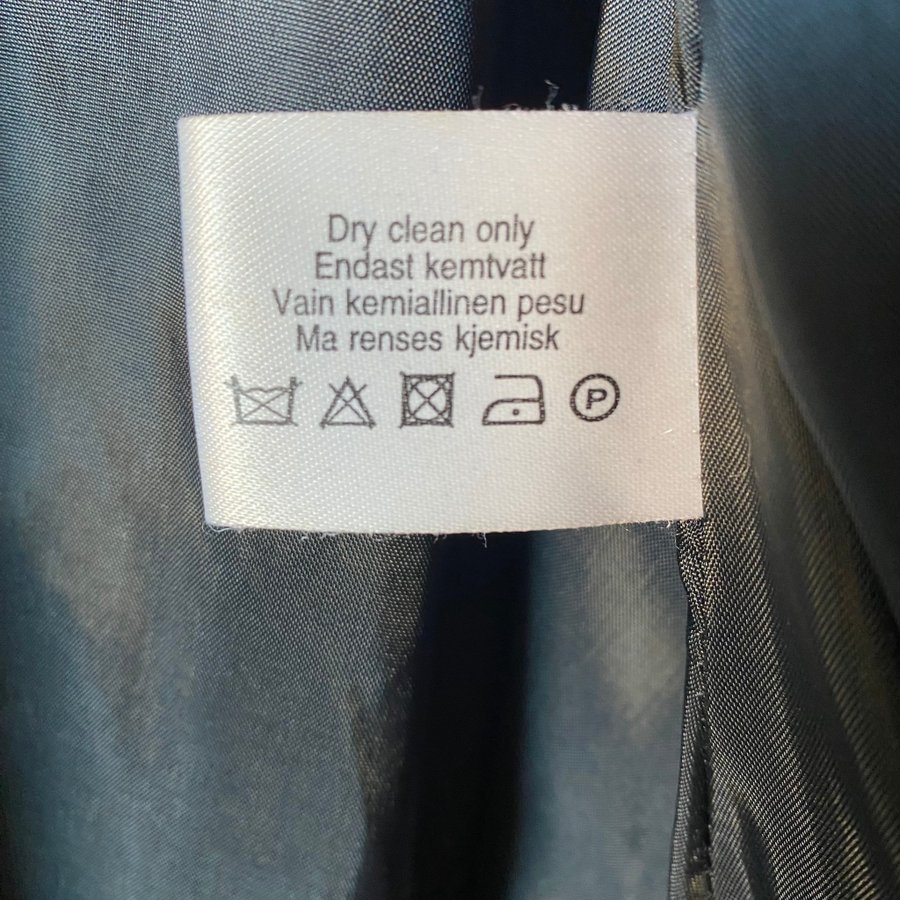 Dry clean only
Endast kemtvatt
Vain kemiallinen pesu
Ma renses kjemisk
P